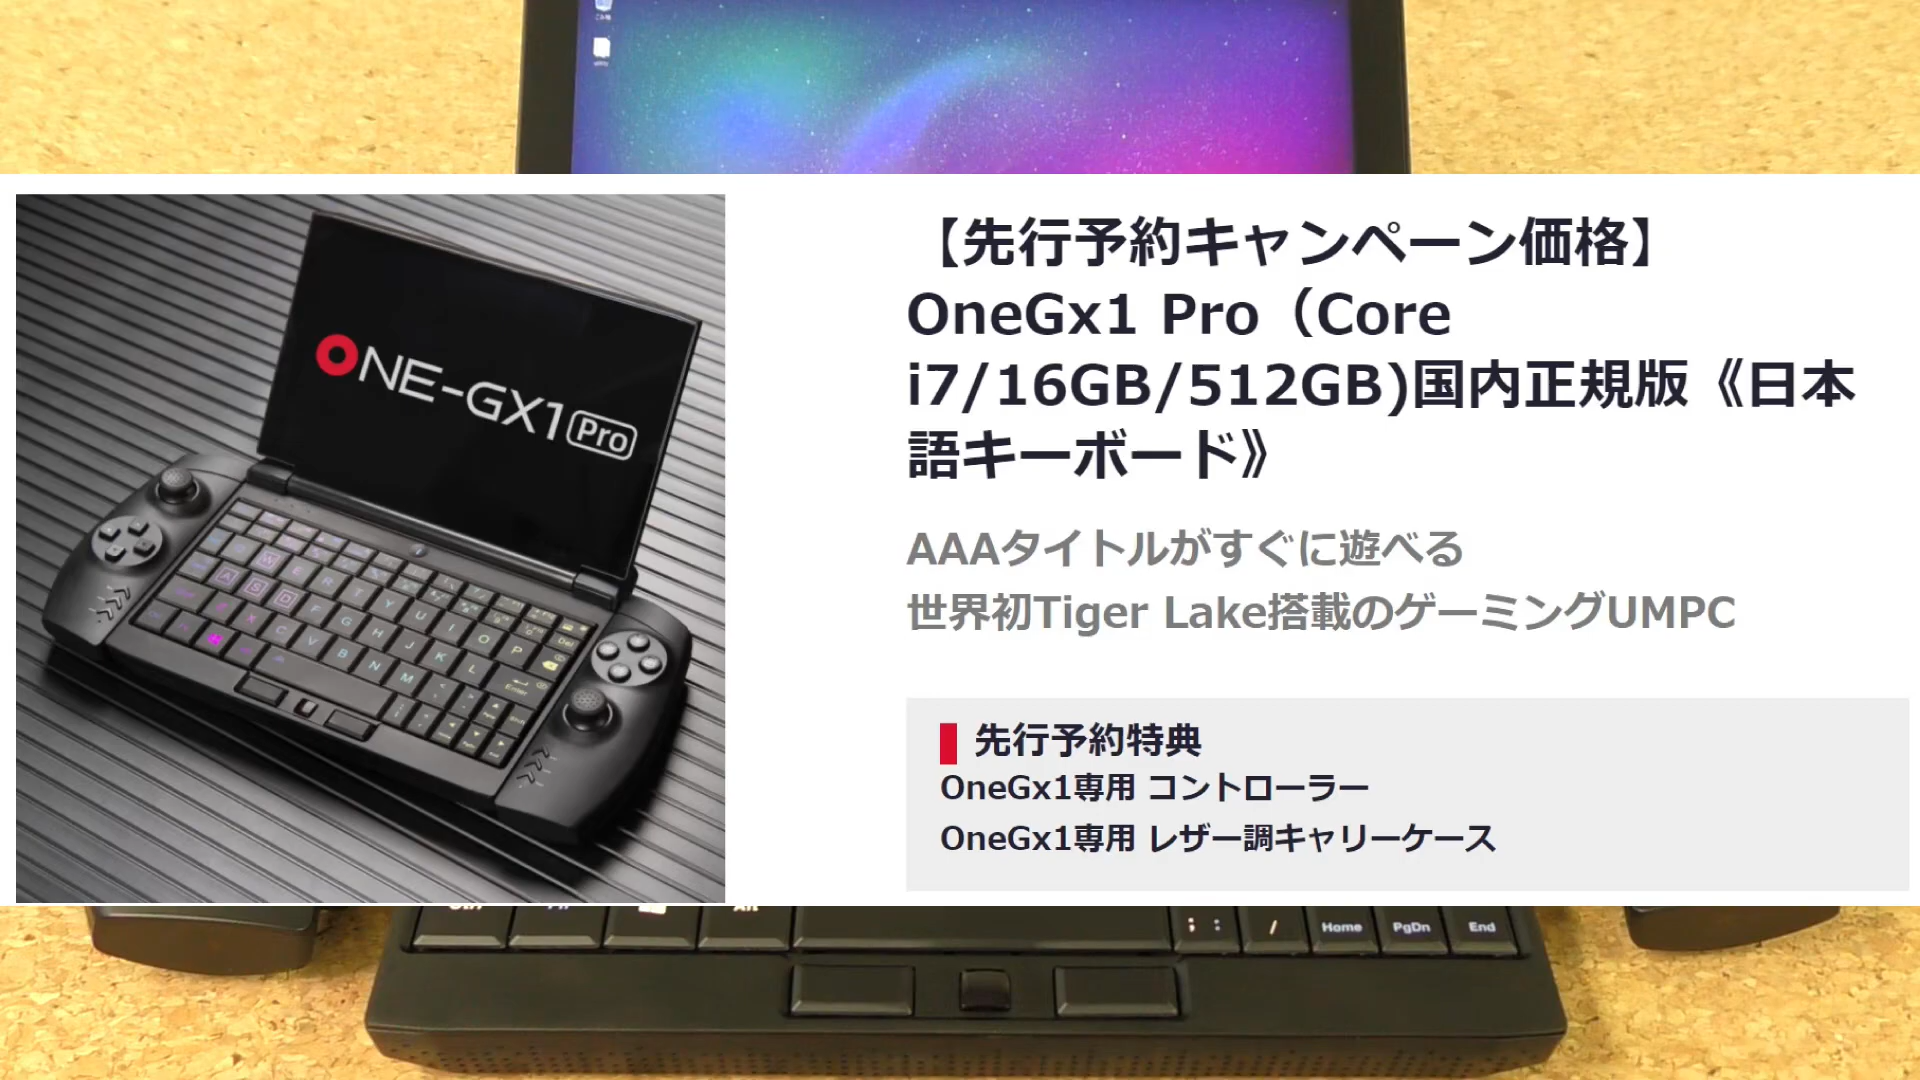 ごみ箱
ONE-GX1 Pro
W
E
R
T
Y
U
I
O
P
Del
A
S
D
F
G
H
J
K
L
Enter
X
C
V
B
N
M
Shift
【先行予約キャンペーン価格】
OneGx1 Pro（Core
i7/16GB/512GB)国内正規版《日本
語キーボード》
AAAタイトルがすぐに遊べる
世界初Tiger Lake搭載のゲーミングUMPC
先行予約特典
OneGx1専用 コントローラー
OneGx1専用 レザー調キャリーケース
; :
/
Home
PgDn
End